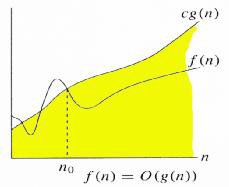 cg(n)
f(n)
n
n₀
f(n) = O(g(n))